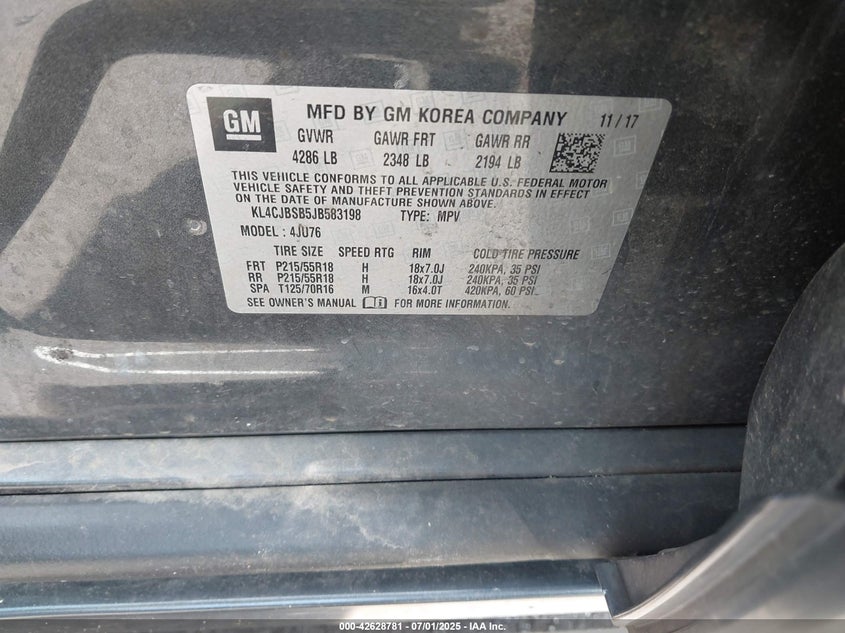 GM MFD BY GM KOREA COMPANY 11 / 17
GVWR GAWR FRT GAWR RR
4286 LB 2348 LB 2194 LB
THIS VEHICLE CONFORMS TO ALL APPLICABLE U.S. FEDERAL MOTOR
VEHICLE SAFETY AND THEFT PREVENTION STANDARDS IN EFFECT
ON THE DATE OF MANUFACTURE SHOWN ABOVE.
KL4CJBSB5JB583198 TYPE: MPV
MODEL : 4JU76
TIRE SIZE SPEED RTG RIM COLD TIRE PRESSURE
FRT P215/55R18 H 18x7.0J 240KPA, 35 PSI
RR P215/55R18 H 18x7.0J 240KPA, 35 PSI
SPA T125/70R16 M 16x4.0T 420KPA, 60 PSI
SEE OWNER'S MANUAL FOR MORE INFORMATION.
000-42628781 - 07/01/2025 - IAA Inc.